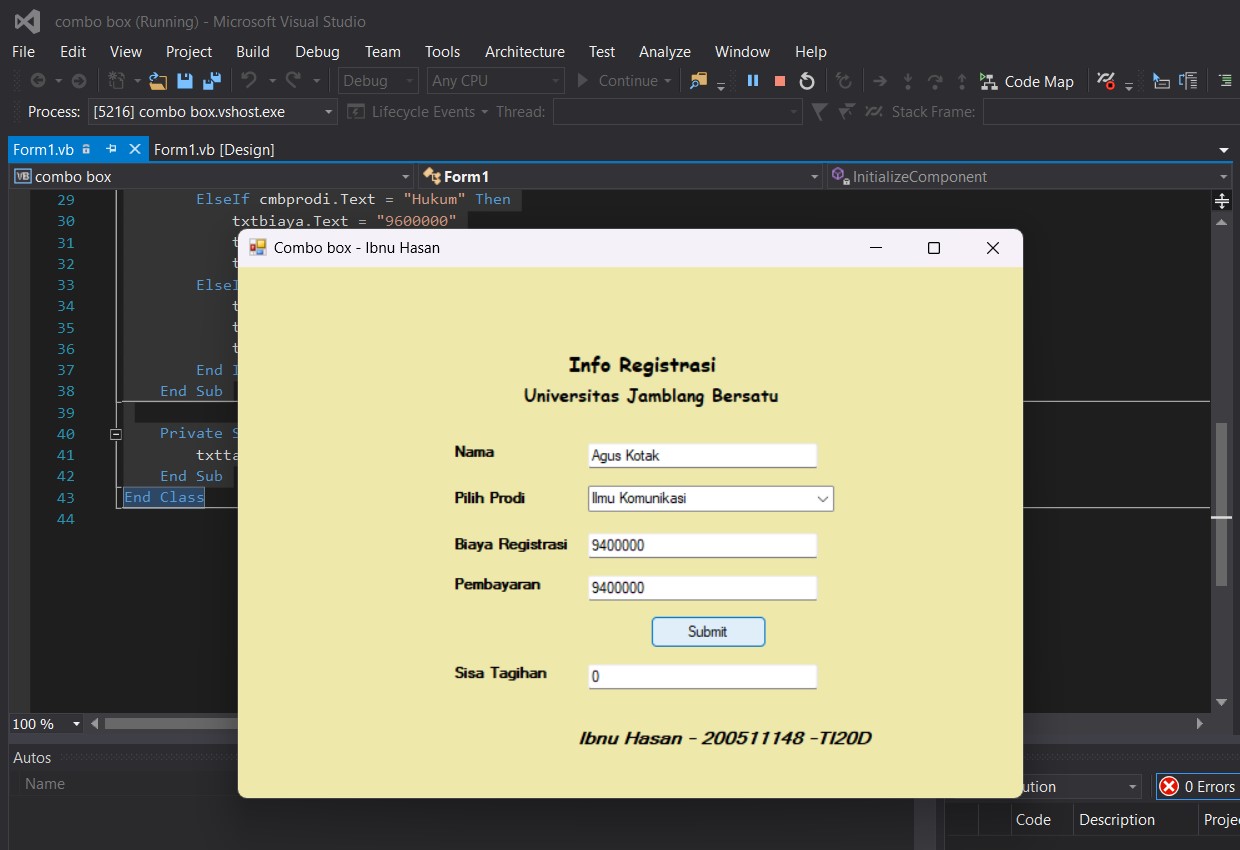 combo box (Running) - Microsoft Visual Studio
File Edit View Project Build Debug Team Tools Architecture Test Analyze Window Help
Debug Any CPU Continue Code Map
Process: [5216] combo box.vshost.exe Lifecycle Events Thread: Stack Frame:
Form1.vb Form1.vb [Design]
VB combo box Form1 InitializeComponent
29 ElseIf cmbprodi.Text = "Hukum" Then
30 txtbiaya.Text = "9600000"
31 t
32 t
33 ElseI
34 t
35 t
36 t
37 End I
38 End Sub
39
40 Private S
41 txtta
42 End Sub
43 End Class
44
Combo box - Ibnu Hasan
Info Registrasi
Universitas Jamblang Bersatu
Nama Agus Kotak
Pilih Prodi Ilmu Komunikasi
Biaya Registrasi 9400000
Pembayaran 9400000
Submit
Sisa Tagihan 0
Ibnu Hasan - 200511148 -TI20D
100 %
Autos
Name
ution 0 Errors
Code Description Proje